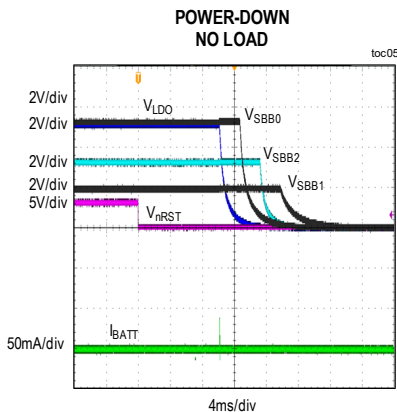 POWER-DOWN
NO LOAD
toc05
2V/div
2V/div
VLDO
VSBB0
2V/div
VSBB2
2V/div
VSBB1
5V/div
VnRST
50mA/div
IBATT
4ms/div